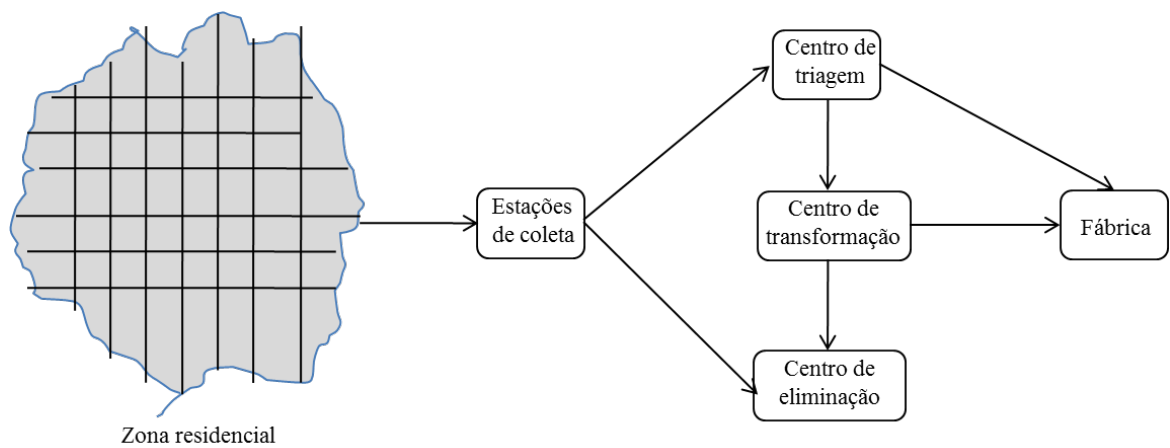 Centro de
triagem
Estações
de coleta
Centro de
transformação
Fábrica
Centro de
eliminação
Zona residencial